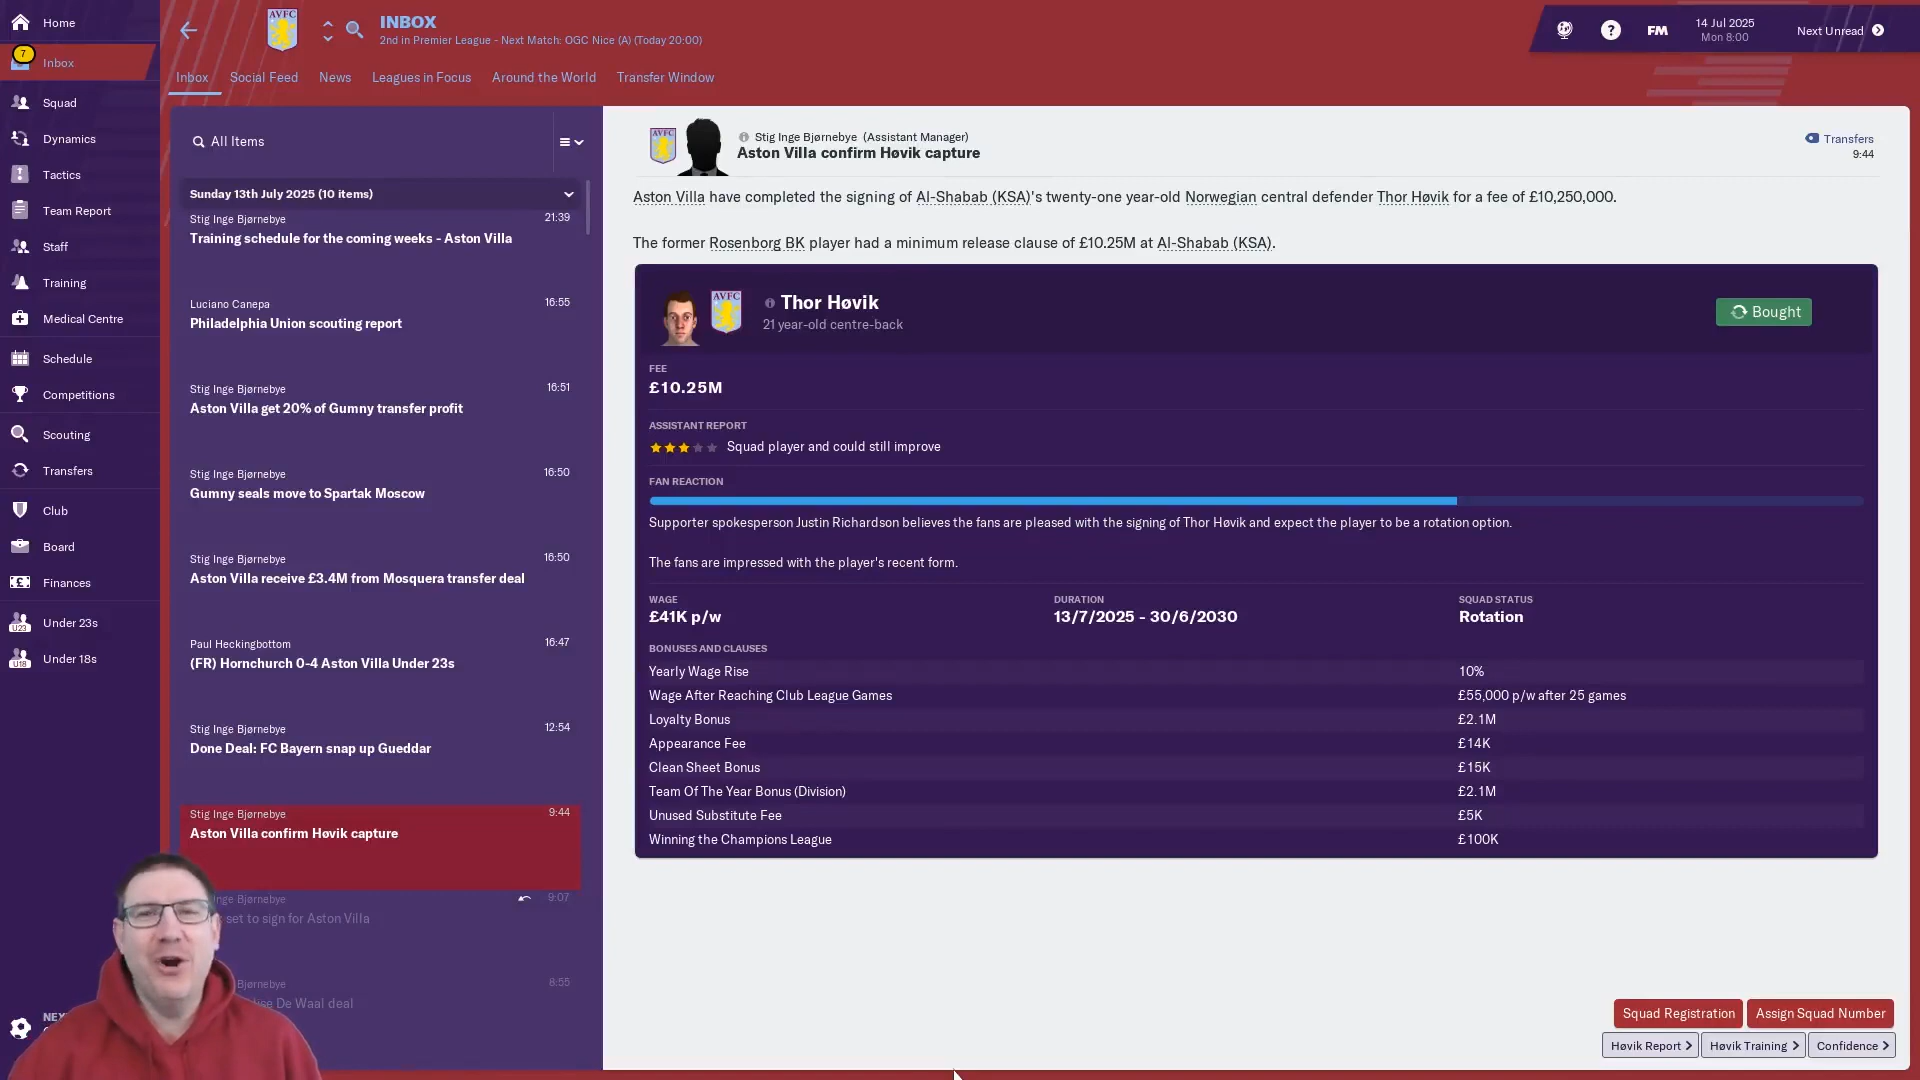 Home
7
Inbox
Squad
Dynamics
Tactics
Team Report
Staff
Training
Medical Centre
Schedule
Competitions
Scouting
Transfers
Club
Board
Finances
U23
Under 23s
U18
Under 18s
AVFC
INBOX
2nd in Premier League - Next Match: OGC Nice (A) (Today 20:00)
? FM 14 Jul 2025
Mon 8:00
Next Unread
Inbox Social Feed News Leagues in Focus Around the World Transfer Window
All Items
Sunday 13th July 2025 (10 items)
Stig Inge Bjørnebye 21:39
Training schedule for the coming weeks - Aston Villa
Luciano Canepa 16:55
Philadelphia Union scouting report
Stig Inge Bjørnebye 16:51
Aston Villa get 20% of Gumny transfer profit
Stig Inge Bjørnebye 16:50
Gumny seals move to Spartak Moscow
Stig Inge Bjørnebye 16:50
Aston Villa receive £3.4M from Mosquera transfer deal
Paul Heckingbottom 16:47
(FR) Hornchurch 0-4 Aston Villa Under 23s
Stig Inge Bjørnebye 12:54
Done Deal: FC Bayern snap up Gueddar
Stig Inge Bjørnebye 9:44
Aston Villa confirm Høvik capture
Bjørnebye 9:07
set to sign for Aston Villa
Bjørnebye 8:55
De Waal deal
AVFC
Stig Inge Bjørnebye (Assistant Manager)
Aston Villa confirm Høvik capture
Transfers
9:44
Aston Villa have completed the signing of Al-Shabab (KSA)'s twenty-one year-old Norwegian central defender Thor Høvik for a fee of £10,250,000.
The former Rosenborg BK player had a minimum release clause of £10.25M at Al-Shabab (KSA).
AVFC
Thor Høvik
21 year-old centre-back
Bought
FEE
£10.25M
ASSISTANT REPORT
Squad player and could still improve
FAN REACTION
Supporter spokesperson Justin Richardson believes the fans are pleased with the signing of Thor Høvik and expect the player to be a rotation option.
The fans are impressed with the player's recent form.
WAGE DURATION SQUAD STATUS
£41K p/w 13/7/2025 - 30/6/2030 Rotation
BONUSES AND CLAUSES
Yearly Wage Rise 10%
Wage After Reaching Club League Games £55,000 p/w after 25 games
Loyalty Bonus £2.1M
Appearance Fee £14K
Clean Sheet Bonus £15K
Team Of The Year Bonus (Division) £2.1M
Unused Substitute Fee £5K
Winning the Champions League £100K
Squad Registration Assign Squad Number
Høvik Report Høvik Training Confidence